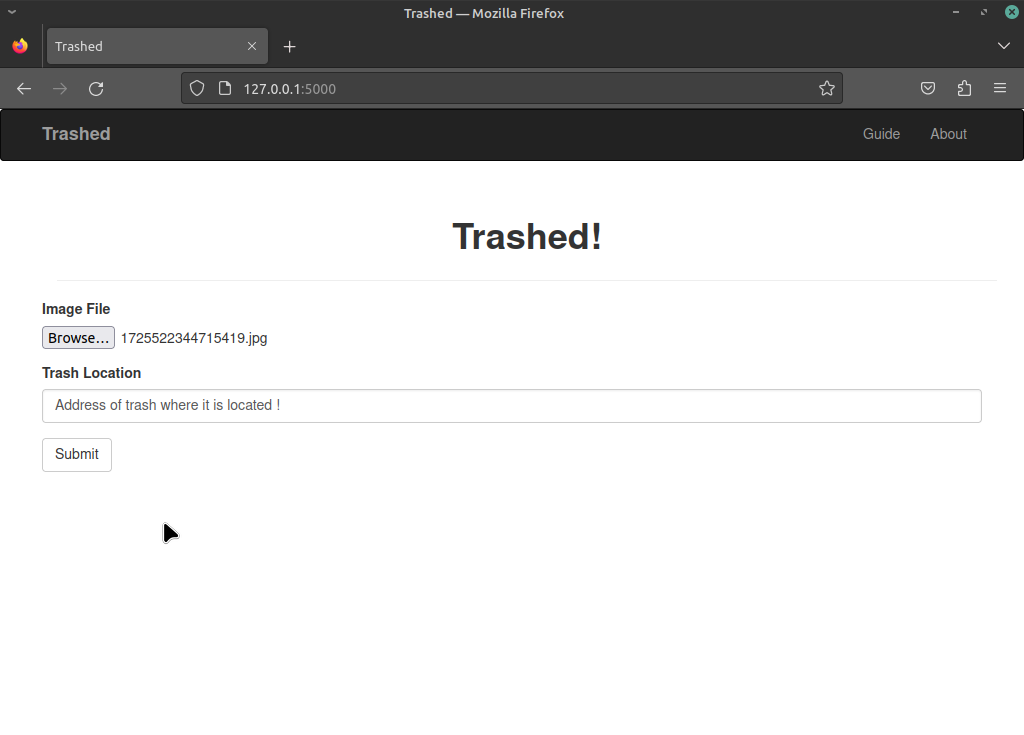 Trashed — Mozilla Firefox
Trashed
127.0.0.1:5000
Trashed Guide About
Trashed!
Image File
Browse... 1725522344715419.jpg
Trash Location
Address of trash where it is located !
Submit